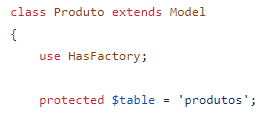 class Produto extends Model
{
    use HasFactory;
    protected $table = 'produtos';